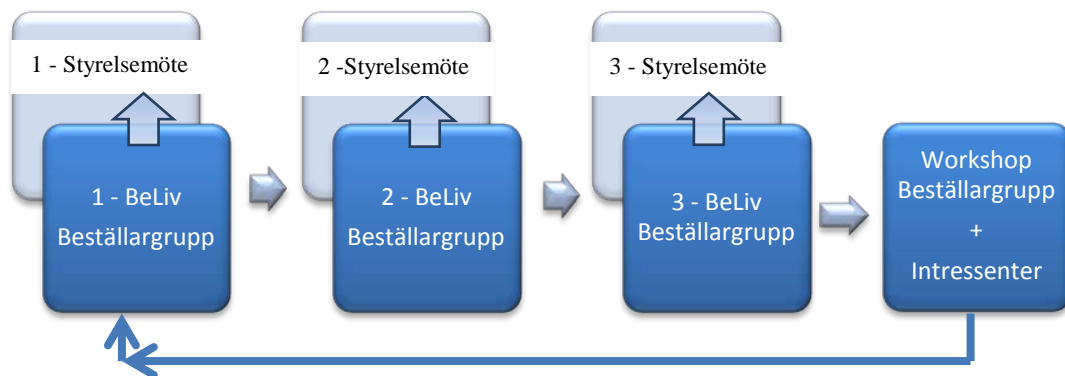 1 - Styrelsemöte
2 -Styrelsemöte
3 - Styrelsemöte
1 - BeLiv
Beställargrupp
2 - BeLiv
Beställargrupp
3 - BeLiv
Beställargrupp
Workshop
Beställargrupp
+
Intressenter